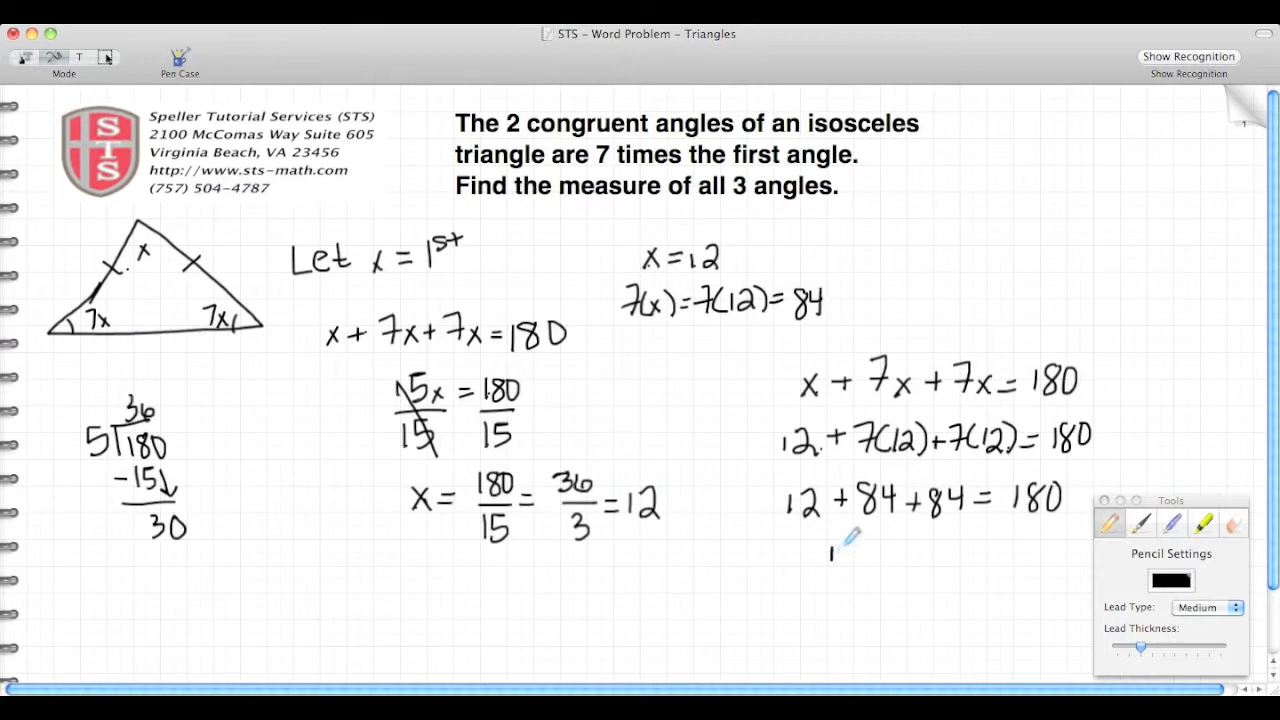 STS – Word Problem – Triangles
T
Show Recognition
Mode
Pen Case
Show Recognition
STS
Speller Tutorial Services (STS)
2100 McComas Way Suite 605
Virginia Beach, VA 23456
http://www.sts-math.com
(757) 504-4787
The 2 congruent angles of an isosceles
triangle are 7 times the first angle.
Find the measure of all 3 angles.
1
x
7x 7x
Let x = 1st
x + 7x + 7x = 180
15x = 180
15 15
x = 180/15 = 36/3 = 12
36
5 180
-15
30
x = 12
7(x) = 7(12) = 84
x + 7x + 7x = 180
12 + 7(12) + 7(12) = 180
12 + 84 + 84 = 180
1
Tools
Pencil Settings
Lead Type: Medium
Lead Thickness: